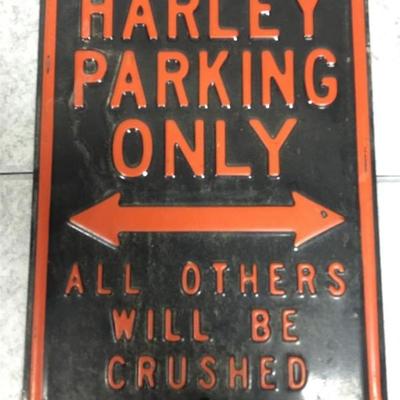 HARLEY
PARKING
ONLY
ALL OTHERS
WILL BE
CRUSHED